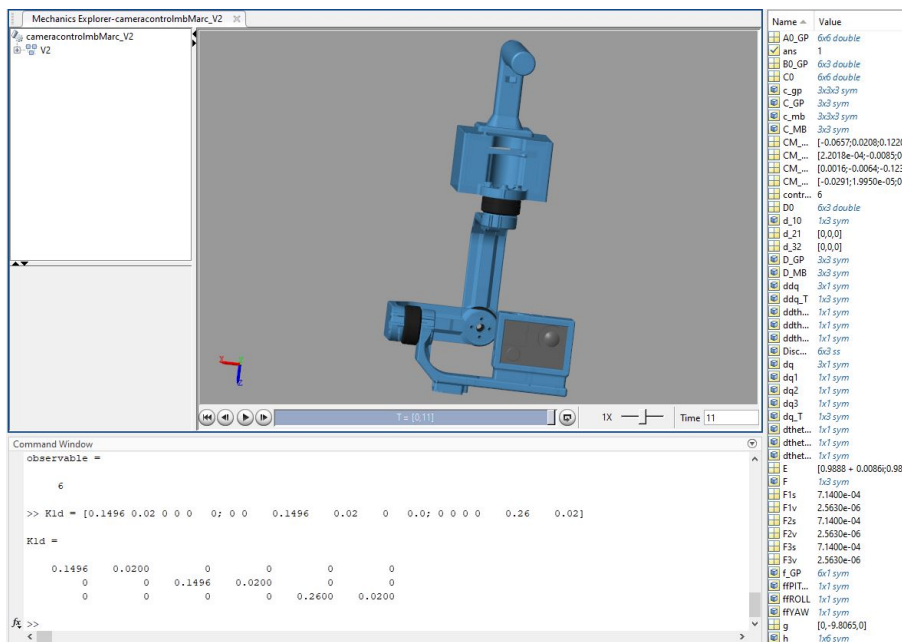 Mechanics Explorer-cameracontrolmbMarc_V2
cameracontrolmbMarc_V2
V2
T = [0,11]
1X
Time 11
Command Window
observable =
6
>> K1d = [0.1496 0.02 0 0 0 0; 0 0 0.1496 0.02 0 0.0; 0 0 0 0 0.26 0.02]
K1d =
0.1496 0.0200 0 0 0 0
0 0 0.1496 0.0200 0 0
0 0 0 0 0.2600 0.0200
fx >>
Name Value
A0_GP 6x6 double
ans 1
B0_GP 6x3 double
C0 6x6 double
c_gp 3x3x3 sym
C_GP 3x3 sym
c_mb 3x3x3 sym
C_MB 3x3 sym
CM_... [-0.0657;0.0208;0.1220
CM_... [2.2018e-04;-0.0085;0
CM_... [0.0016;-0.0064;-0.123
CM_... [-0.0291;1.9950e-05;0
contr... 6
D0 6x3 double
d_10 1x3 sym
d_21 [0,0,0]
d_32 [0,0,0]
D_GP 3x3 sym
D_MB 3x3 sym
ddq 3x1 sym
ddq_T 1x3 sym
ddth... 1x1 sym
ddth... 1x1 sym
ddth... 1x1 sym
Disc... 6x3 ss
dq 3x1 sym
dq1 1x1 sym
dq2 1x1 sym
dq3 1x1 sym
dq_T 1x3 sym
dthet... 1x1 sym
dthet... 1x1 sym
dthet... 1x1 sym
E [0.9888 + 0.0086i;0.98
F 1x3 sym
F1s 7.1400e-04
F1v 2.5630e-06
F2s 7.1400e-04
F2v 2.5630e-06
F3s 7.1400e-04
F3v 2.5630e-06
f_GP 6x1 sym
ffPIT... 1x1 sym
ffROLL 1x1 sym
ffYAW 1x1 sym
g [0,-9.8065,0]
h 1x6 sym